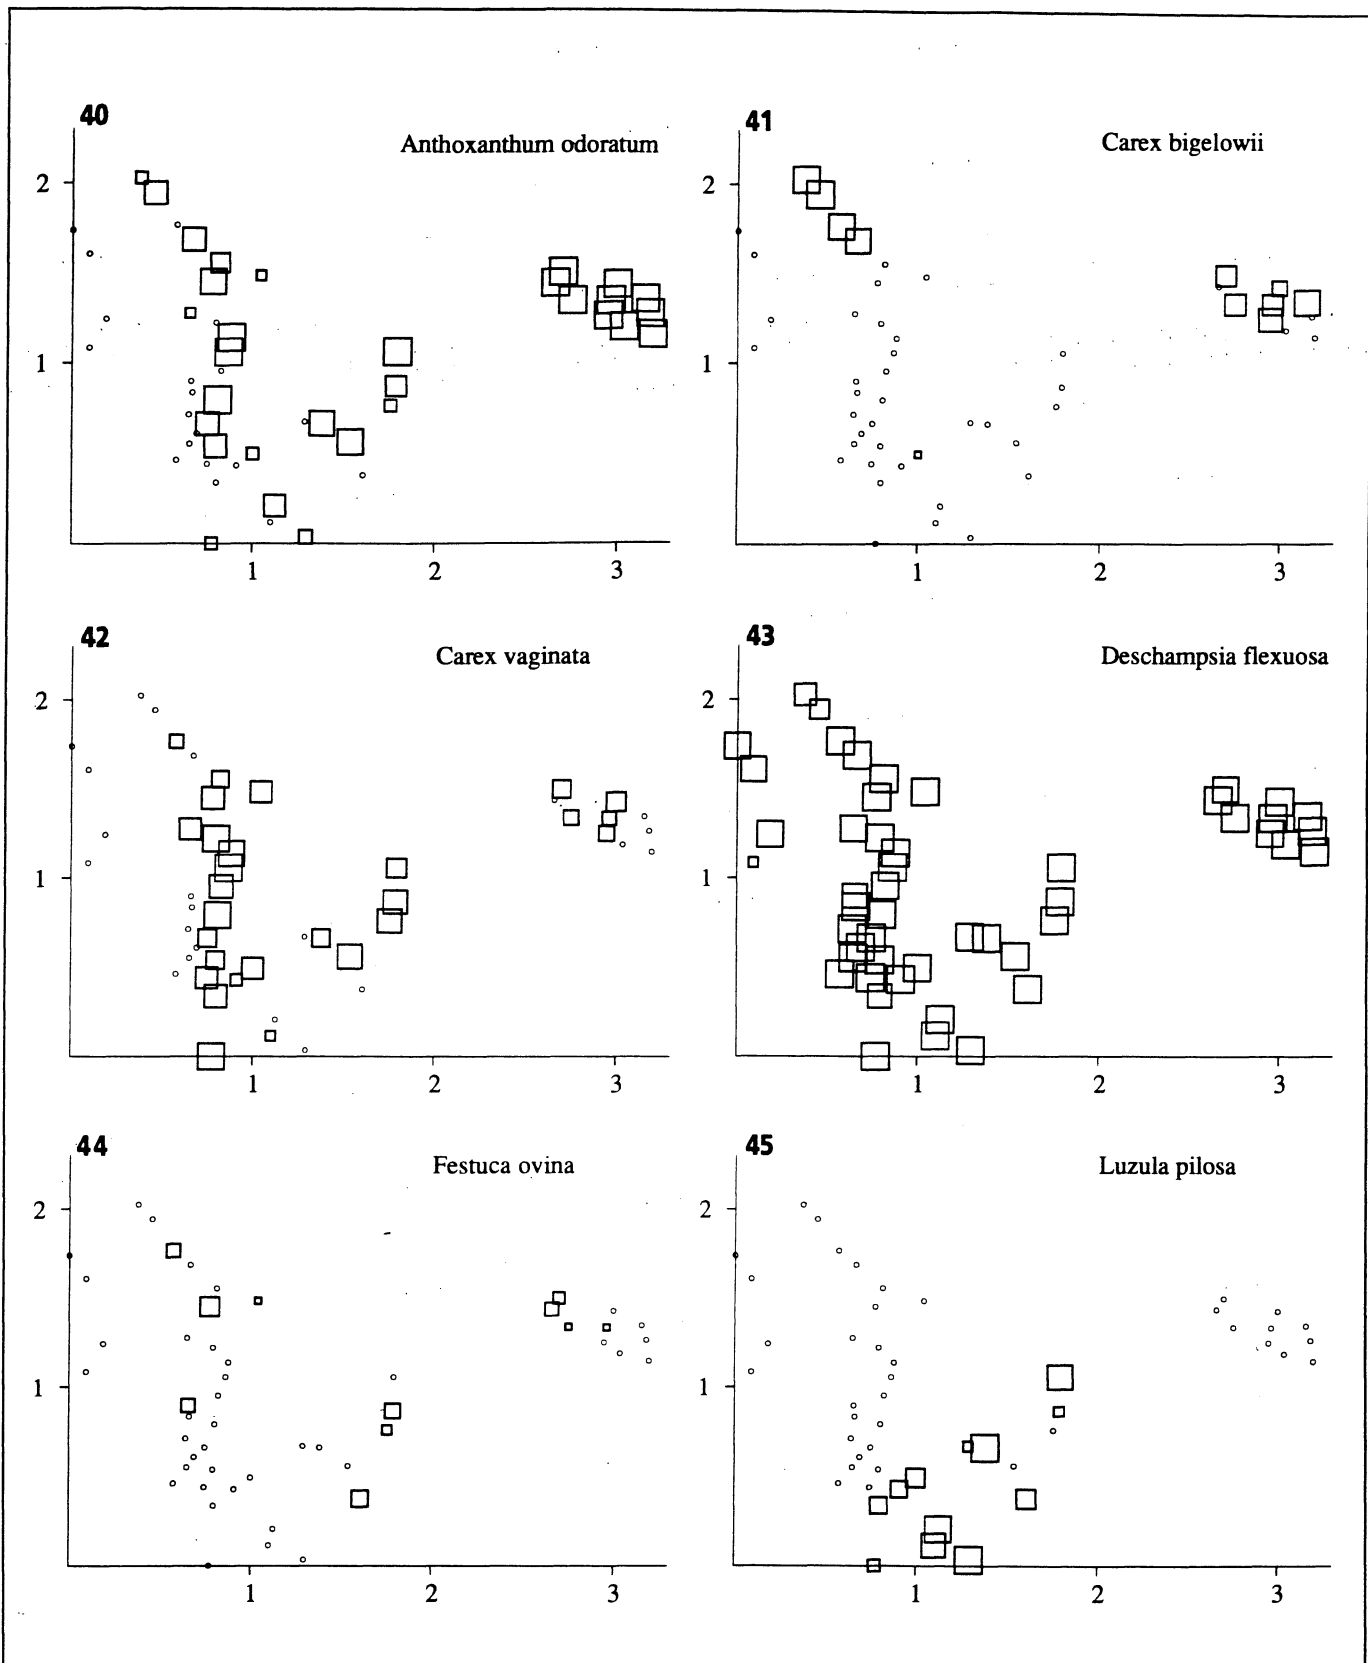 40
Anthoxanthum odoratum
2
1
1 2 3
41
Carex bigelowii
2
1
1 2 3
42
Carex vaginata
2
1
1 2 3
43
Deschampsia flexuosa
2
1
1 2 3
44
Festuca ovina
2
1
1 2 3
45
Luzula pilosa
2
1
1 2 3